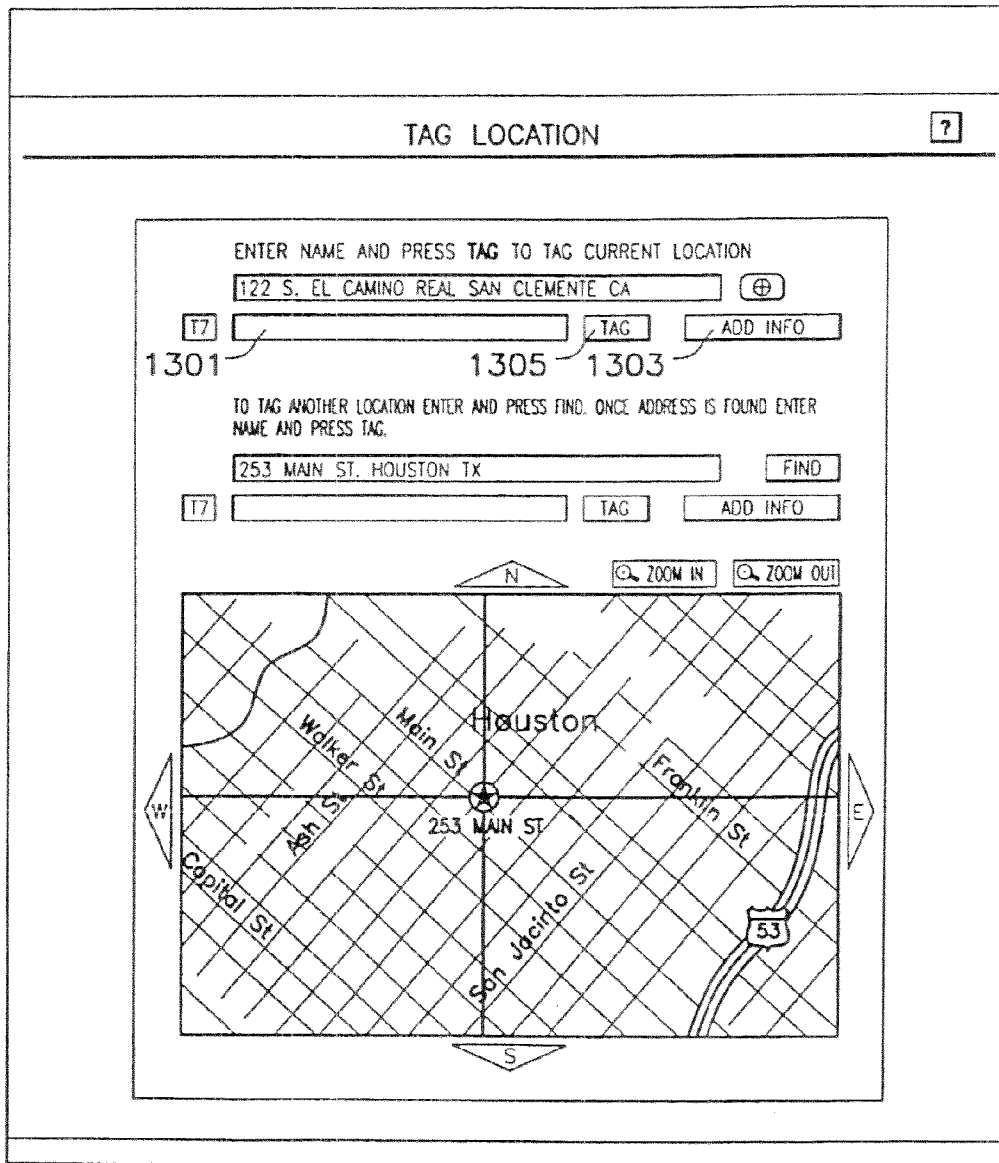 TAG LOCATION ?
ENTER NAME AND PRESS TAG TO TAG CURRENT LOCATION
122 S. EL CAMINO REAL SAN CLEMENTE CA
T7 TAG ADD INFO
1301 1305 1303
TO TAG ANOTHER LOCATION ENTER AND PRESS FIND. ONCE ADDRESS IS FOUND ENTER
NAME AND PRESS TAG.
253 MAIN ST. HOUSTON TX FIND
T7 TAG ADD INFO
N ZOOM IN ZOOM OUT
Houston
Main St
Walker St
Franklin St
Ash St
W E
253 MAIN ST
Capital St
San Jacinto St
53
S